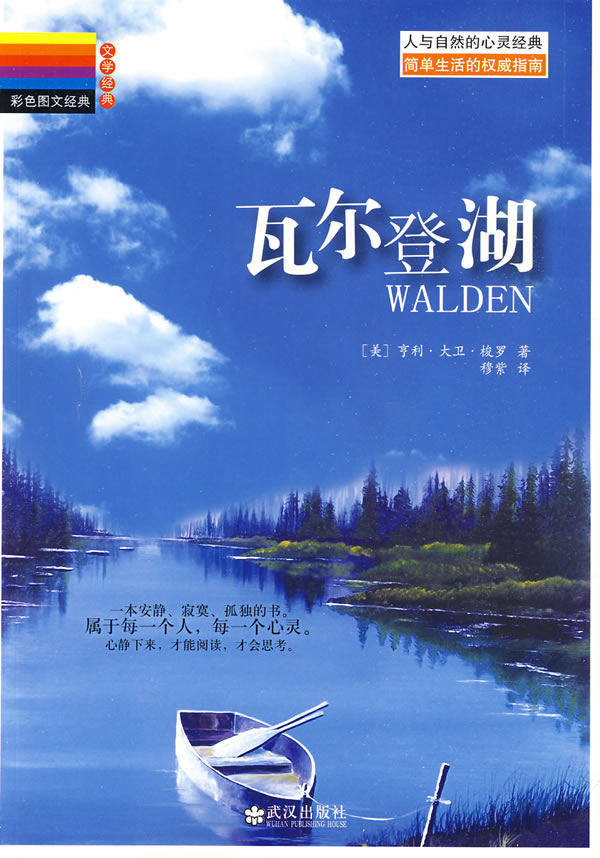 彩色图文经典
文学经典
人与自然的心灵经典
简单生活的权威指南
瓦尔登湖
WALDEN
[美] 亨利·大卫·梭罗 著
穆紫 译
一本安静、寂寞、孤独的书。
属于每一个人，每一个心灵。
心静下来，才能阅读，才会思考。
武汉出版社
WUHAN PUBLISHING HOUSE